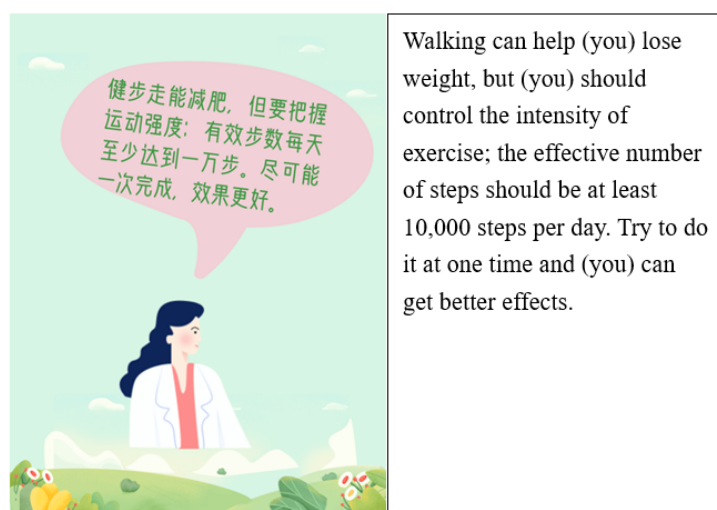 健步走能减肥，但要把握
运动强度；有效步数每天
至少达到一万步。尽可能
一次完成，效果更好。
Walking can help (you) lose
weight, but (you) should
control the intensity of
exercise; the effective number
of steps should be at least
10,000 steps per day. Try to do
it at one time and (you) can
get better effects.